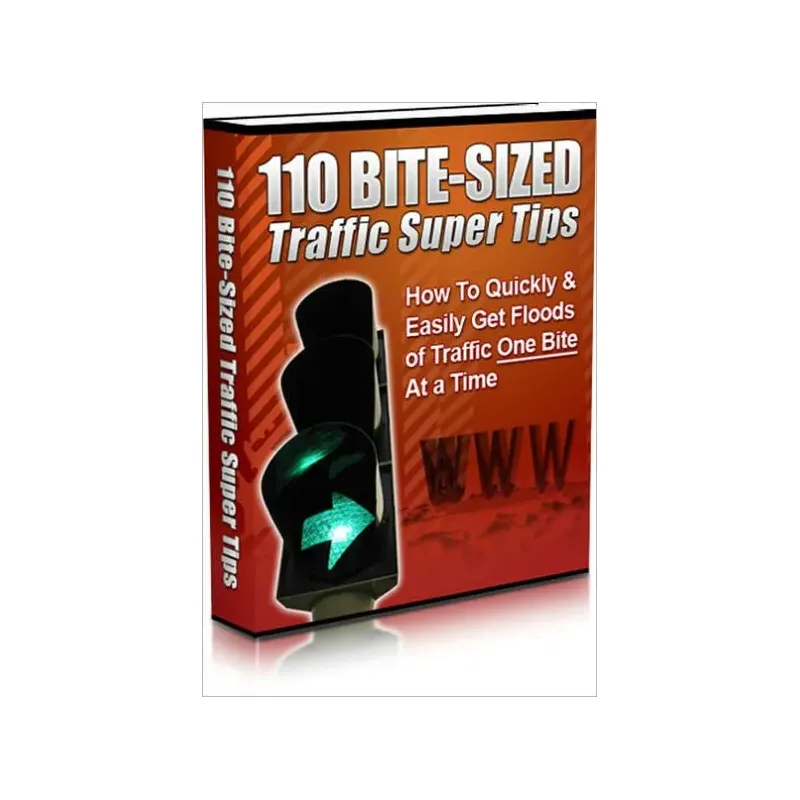 110 BITE-SIZED
Traffic Super Tips
How To Quickly &
Easily Get Floods
of Traffic One Bite
At a Time
WWW
110 Bite-Sized Traffic Super Tips